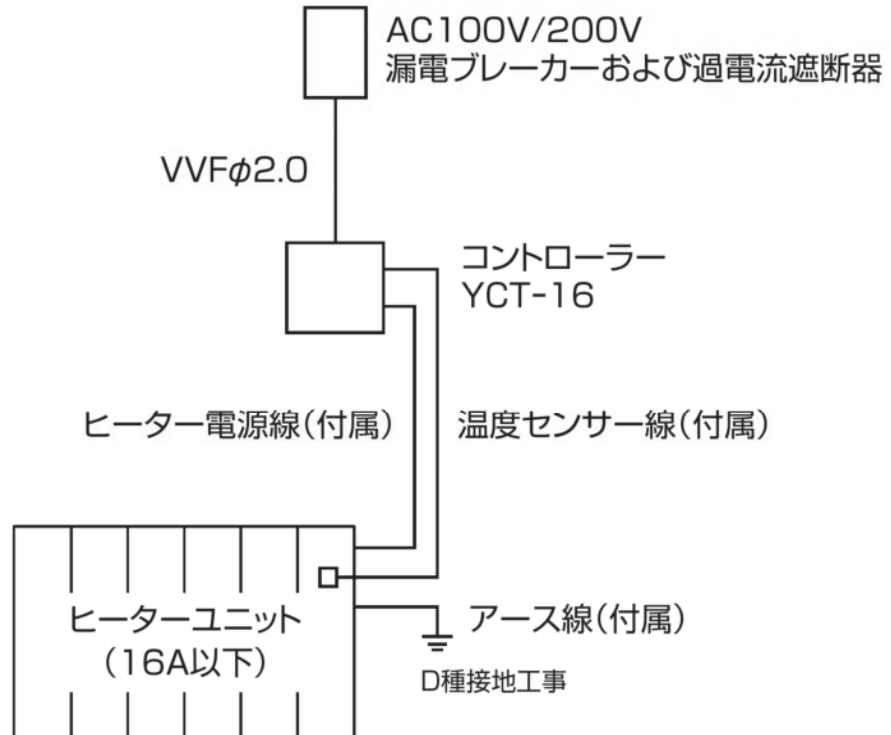 AC100V/200V
漏電ブレーカーおよび過電流遮断器
VVFφ2.0
コントローラー
YCT-16
ヒーター電源線(付属)
温度センサー線(付属)
ヒーターユニット
(16A以下)
アース線(付属)
D種接地工事